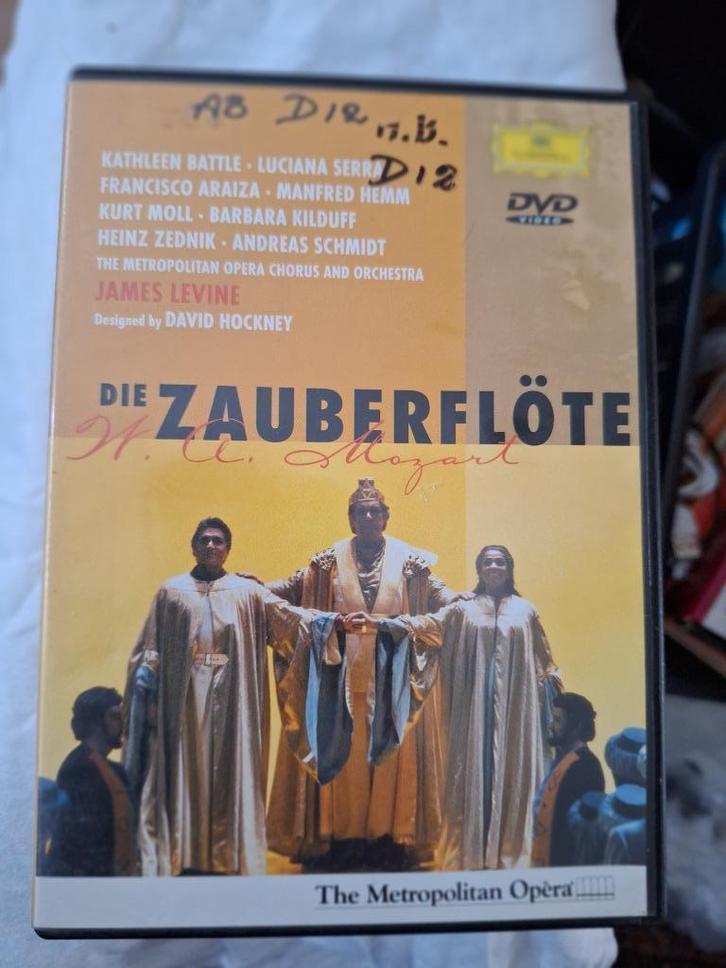 AB D12 n.B.
D12
KATHLEEN BATTLE · LUCIANA SERRA
FRANCISCO ARAIZA · MANFRED HEMM
KURT MOLL · BARBARA KILDUFF
HEINZ ZEDNIK · ANDREAS SCHMIDT
THE METROPOLITAN OPERA CHORUS AND ORCHESTRA
JAMES LEVINE
Designed by DAVID HOCKNEY
DVD
VIDEO
DIE ZAUBERFLÖTE
W. A. Mozart
The Metropolitan Opèra